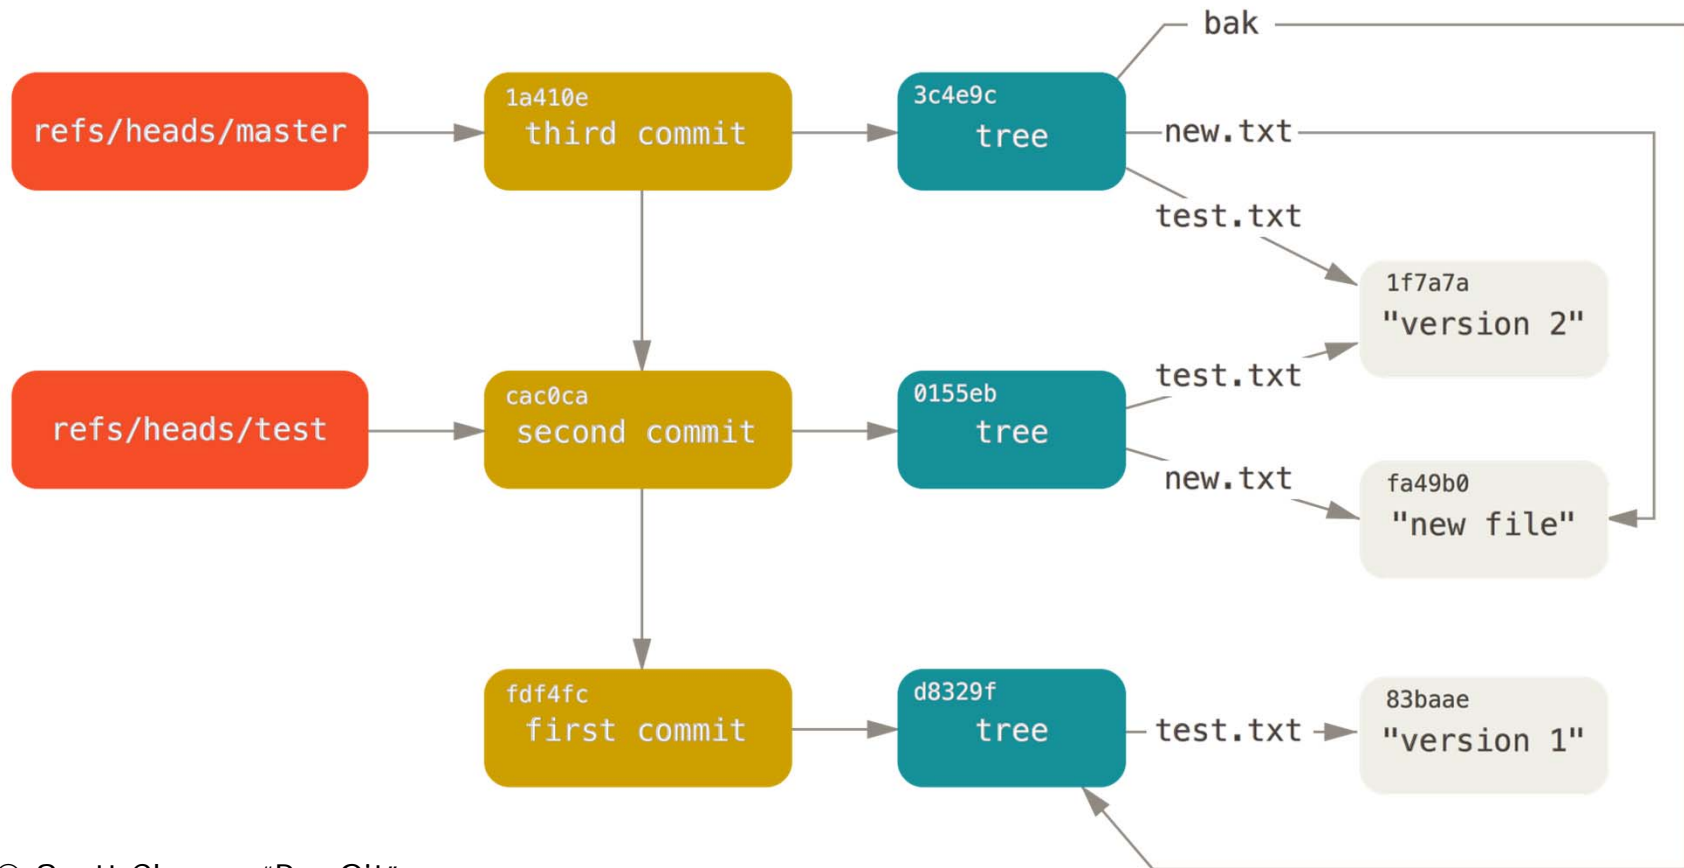 bak
refs/heads/master
1a410e
third commit
3c4e9c
tree
new.txt
test.txt
1f7a7a
"version 2"
refs/heads/test
cac0ca
second commit
0155eb
tree
test.txt
new.txt
fa49b0
"new file"
fdf4fc
first commit
d8329f
tree
test.txt
83baae
"version 1"